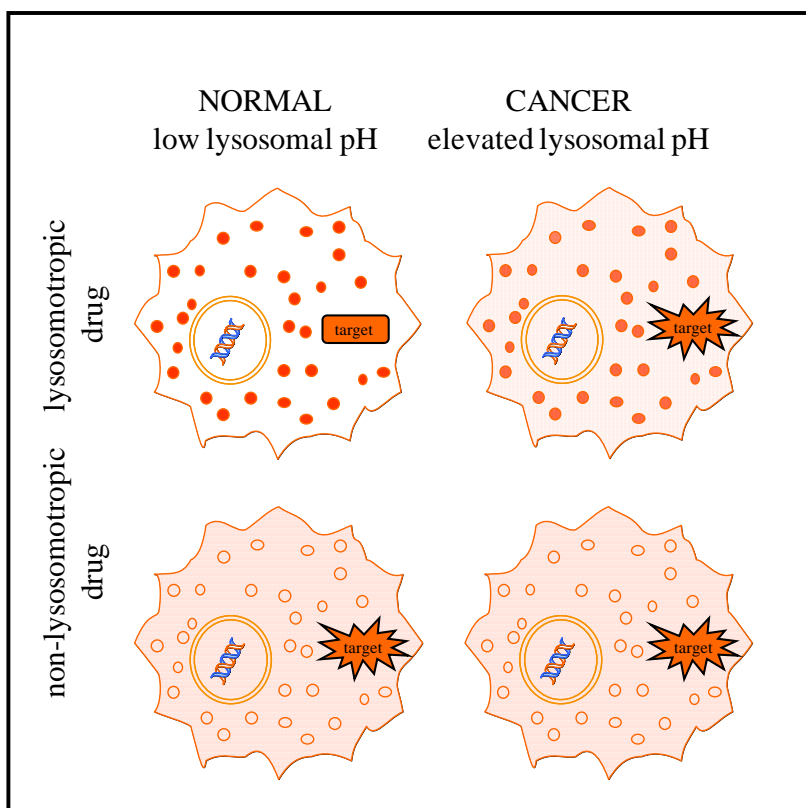 NORMAL
low lysosomal pH
CANCER
elevated lysosomal pH
lysosomotropic
drug
target
target
non-lysosomotropic
drug
target
target